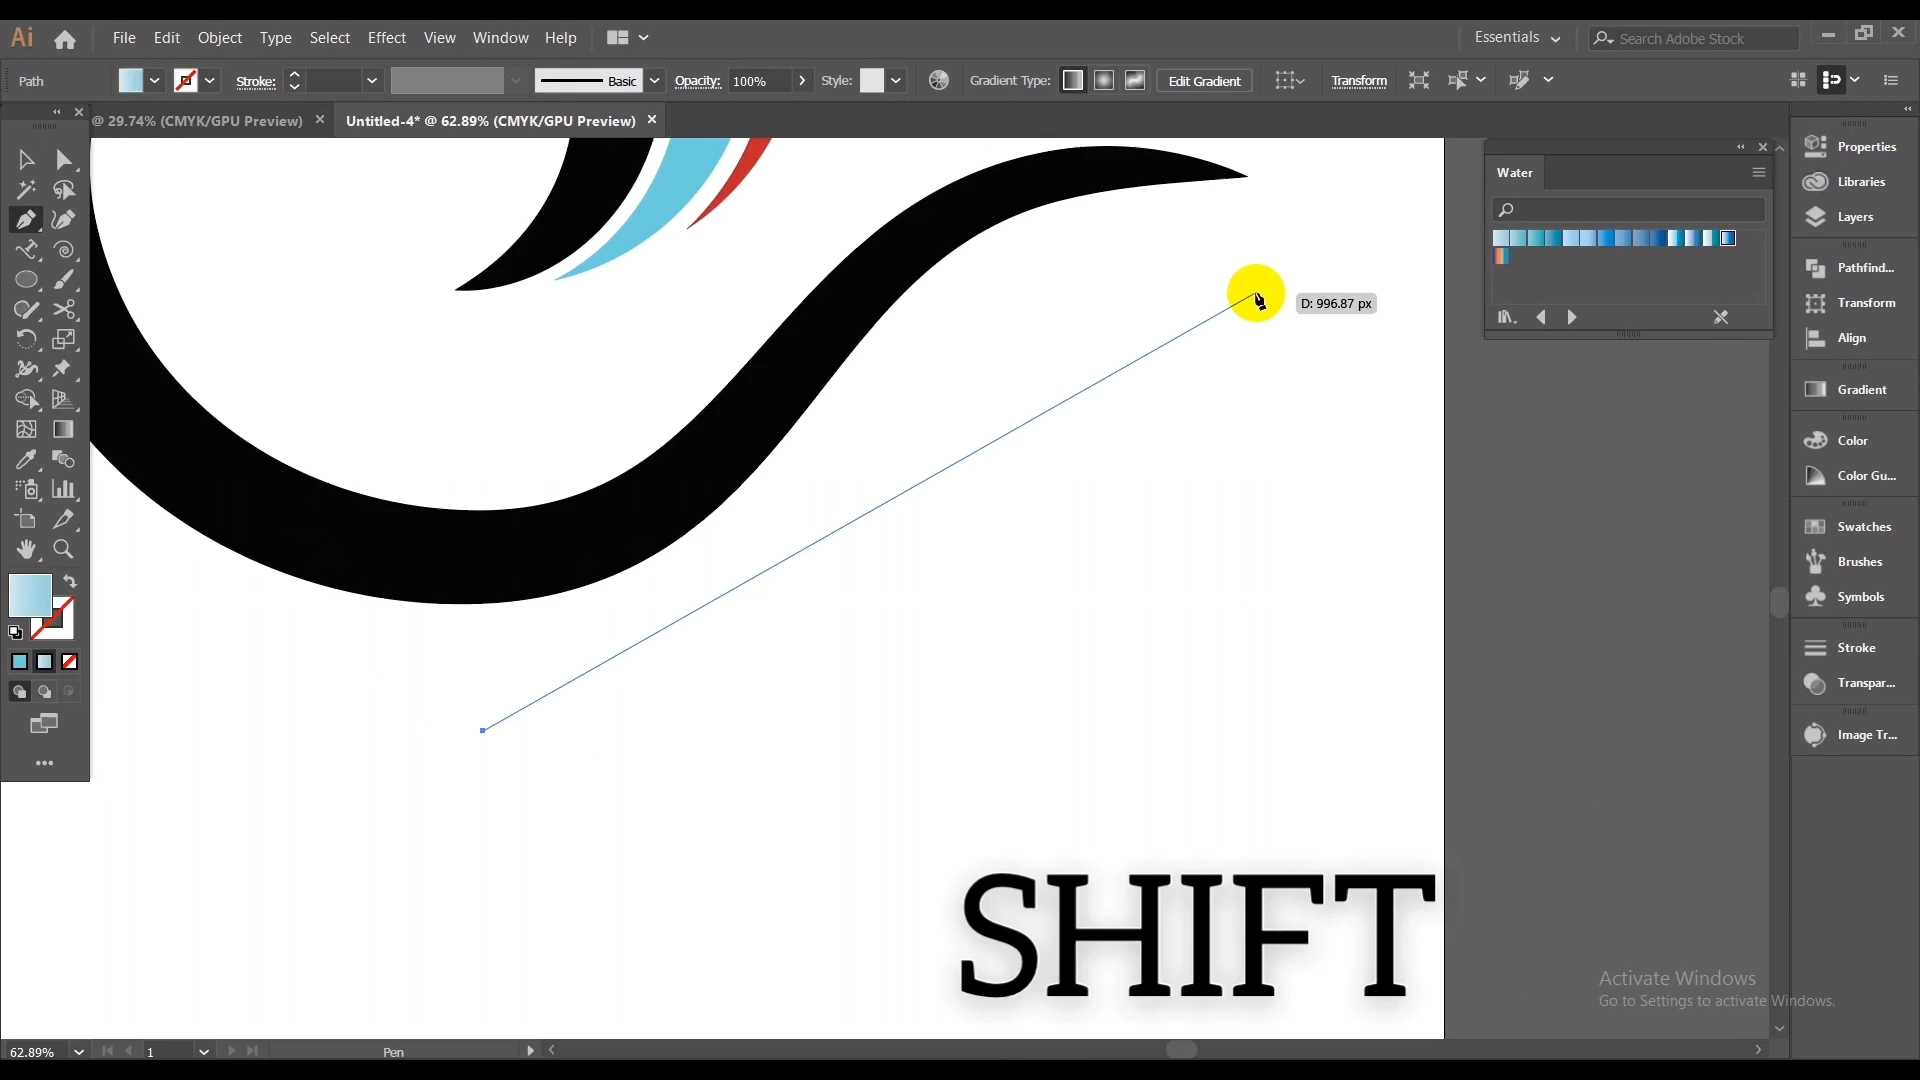 Ai File Edit Object Type Select Effect View Window Help Essentials Search Adobe Stock
Path Stroke: Basic Opacity: 100% Style: Gradient Type: Edit Gradient Transform
@ 29.74% (CMYK/GPU Preview) Untitled-4* @ 62.89% (CMYK/GPU Preview)
Water
Properties
Libraries
Layers
Pathfind...
Transform
Align
Gradient
Color
Color Gu...
Swatches
Brushes
Symbols
Stroke
Transpar...
Image Tr...
D: 996.87 px
SHIFT
Activate Windows
Go to Settings to activate Windows.
62.89% 1 Pen